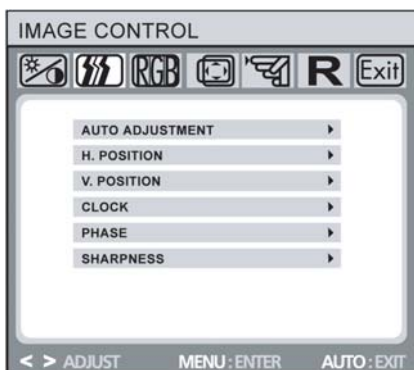 IMAGE CONTROL
RGB R Exit
AUTO ADJUSTMENT
H. POSITION
V. POSITION
CLOCK
PHASE
SHARPNESS
< > ADJUST MENU : ENTER AUTO : EXIT